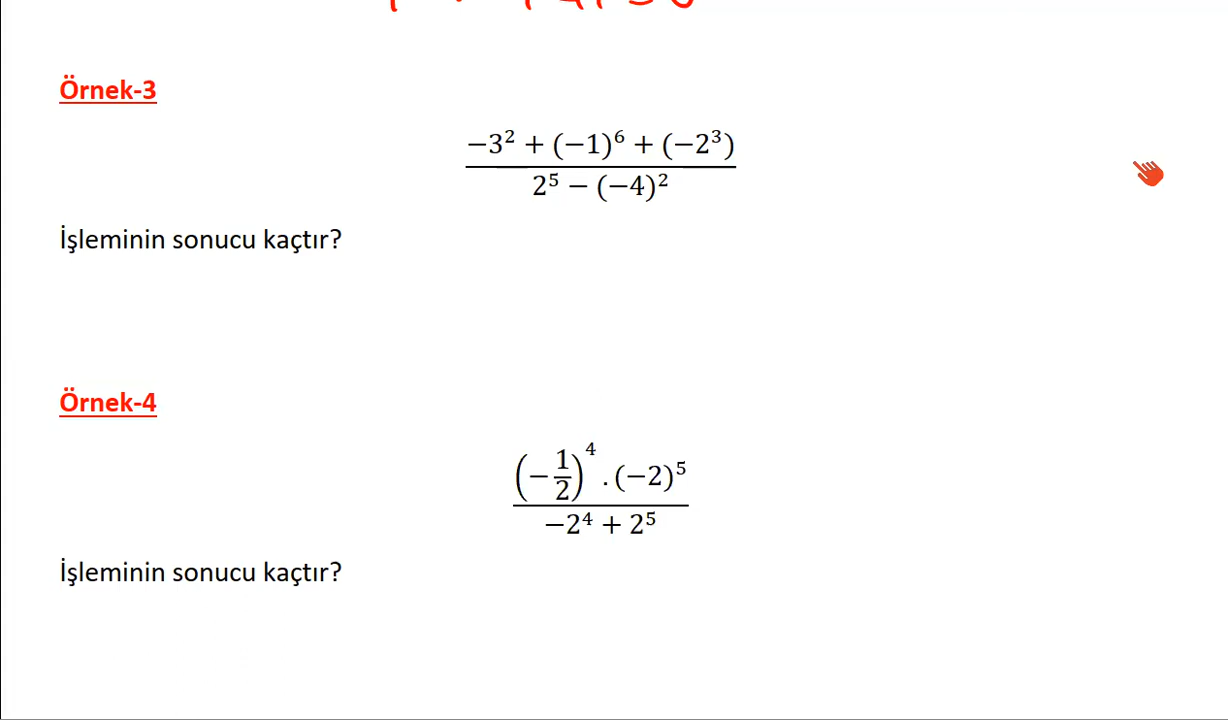 Örnek-3
−3² + (−1)⁶ + (−2³)
2⁵ − (−4)²
İşleminin sonucu kaçtır?
Örnek-4
(−1/2)⁴ . (−2)⁵
−2⁴ + 2⁵
İşleminin sonucu kaçtır?